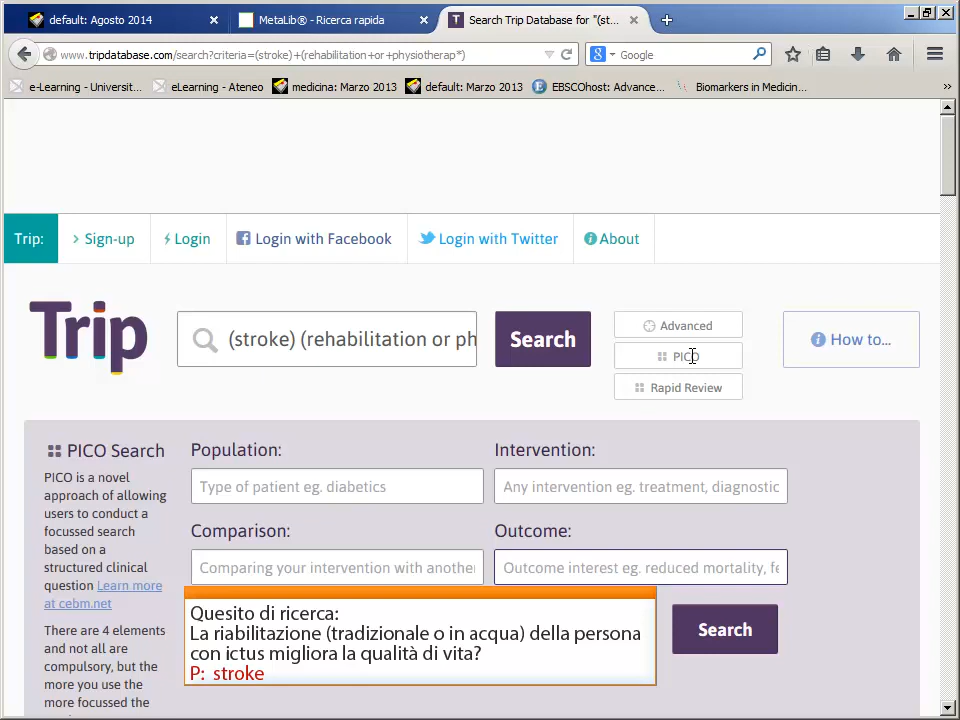 default: Agosto 2014
MetaLib® - Ricerca rapida
T Search Trip Database for "(st...
www.tripdatabase.com/search?criteria=(stroke)+(rehabilitation+or+physiotherap*)
8 Google
e-Learning - Universit...
eLearning - Ateneo
medicina: Marzo 2013
default: Marzo 2013
EBSCOhost: Advance...
Biomarkers in Medicin...
Trip:
Sign-up
Login
Login with Facebook
Login with Twitter
About
Trip
(stroke) (rehabilitation or ph
Search
Advanced
PICO
Rapid Review
How to...
PICO Search
PICO is a novel
approach of allowing
users to conduct a
focussed search
based on a
structured clinical
question Learn more
at cebm.net
There are 4 elements
and not all are
compulsory, but the
more you use the
more focussed the
Population:
Type of patient eg. diabetics
Intervention:
Any intervention eg. treatment, diagnostic
Comparison:
Comparing your intervention with another
Outcome:
Outcome interest eg. reduced mortality, fe
Quesito di ricerca:
La riabilitazione (tradizionale o in acqua) della persona
con ictus migliora la qualità di vita?
P: stroke
Search